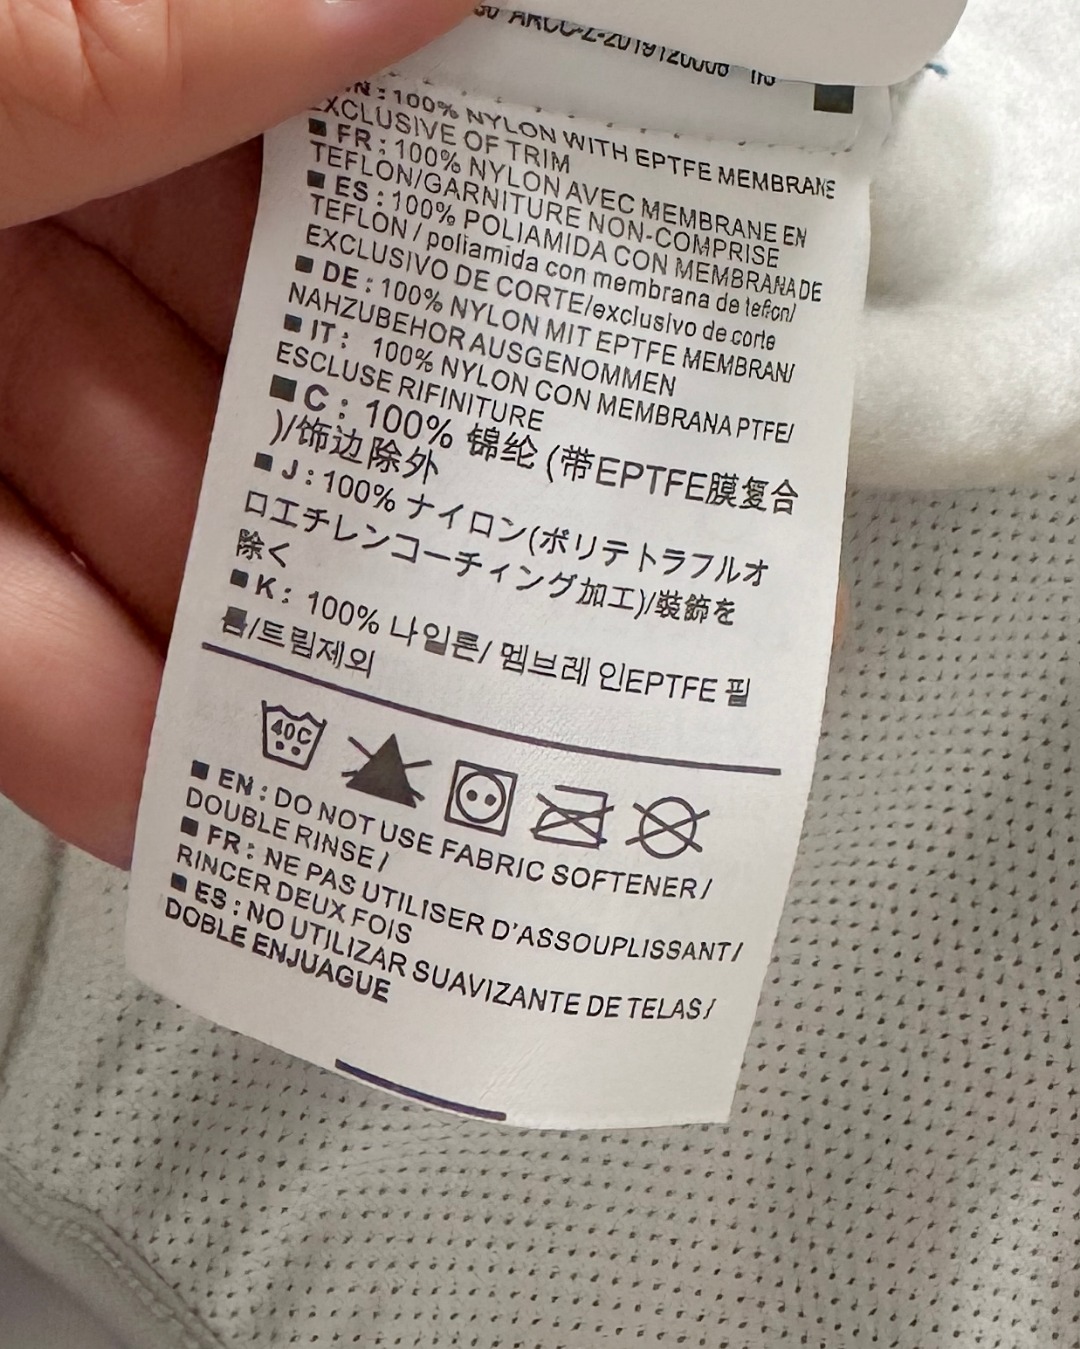 ARCC-Z-2019120006
: 100% NYLON WITH EPTFE MEMBRANE
EXCLUSIVE OF TRIM
■ FR : 100% NYLON AVEC MEMBRANE EN
TEFLON/GARNITURE NON-COMPRISE
■ ES : 100% POLIAMIDA CON MEMBRANA DE
TEFLON / poliamida con membrana de teflon/
EXCLUSIVO DE CORTE/exclusivo de corte
■ DE : 100% NYLON MIT EPTFE MEMBRAN/
NAHZUBEHOR AUSGENOMMEN
■ IT : 100% NYLON CON MEMBRANA PTFE/
ESCLUSE RIFINITURE
■ C : 100% 锦纶 (带EPTFE膜复合
)/饰边除外
■ J : 100% ナイロン(ポリテトラフルオ
ロエチレンコーティング加工)/装飾を
除く
■ K : 100% 나일론/ 멤브레 인EPTFE 필
름/트림제외
40C
■ EN : DO NOT USE FABRIC SOFTENER/
DOUBLE RINSE/
■ FR : NE PAS UTILISER D'ASSOUPLISSANT/
RINCER DEUX FOIS
■ ES : NO UTILIZAR SUAVIZANTE DE TELAS/
DOBLE ENJUAGUE